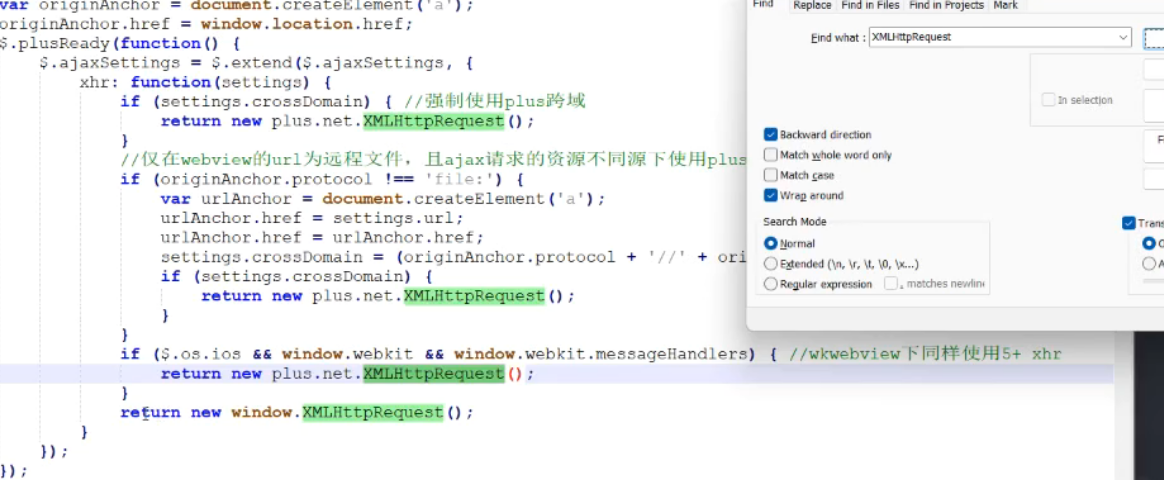 var originAnchor = document.createElement('a');
originAnchor.href = window.location.href;
$.plusReady(function() {
$.ajaxSettings = $.extend($.ajaxSettings, {
xhr: function(settings) {
if (settings.crossDomain) { //强制使用plus跨域
return new plus.net.XMLHttpRequest();
}
//仅在webview的url为远程文件，且ajax请求的资源不同源下使用plus
if (originAnchor.protocol !== 'file:') {
var urlAnchor = document.createElement('a');
urlAnchor.href = settings.url;
urlAnchor.href = urlAnchor.href;
settings.crossDomain = (originAnchor.protocol + '//' + ori
if (settings.crossDomain) {
return new plus.net.XMLHttpRequest();
}
}
if ($.os.ios && window.webkit && window.webkit.messageHandlers) { //wkwebview下同样使用5+ xhr
return new plus.net.XMLHttpRequest();
}
return new window.XMLHttpRequest();
}
});
});
Find Replace Find in Files Find in Projects Mark
Find what : XMLHttpRequest
In selection
Backward direction
Match whole word only
Match case
Wrap around
Search Mode
Normal
Extended (\n, \r, \t, \0, \x...)
Regular expression . matches newline
Trans